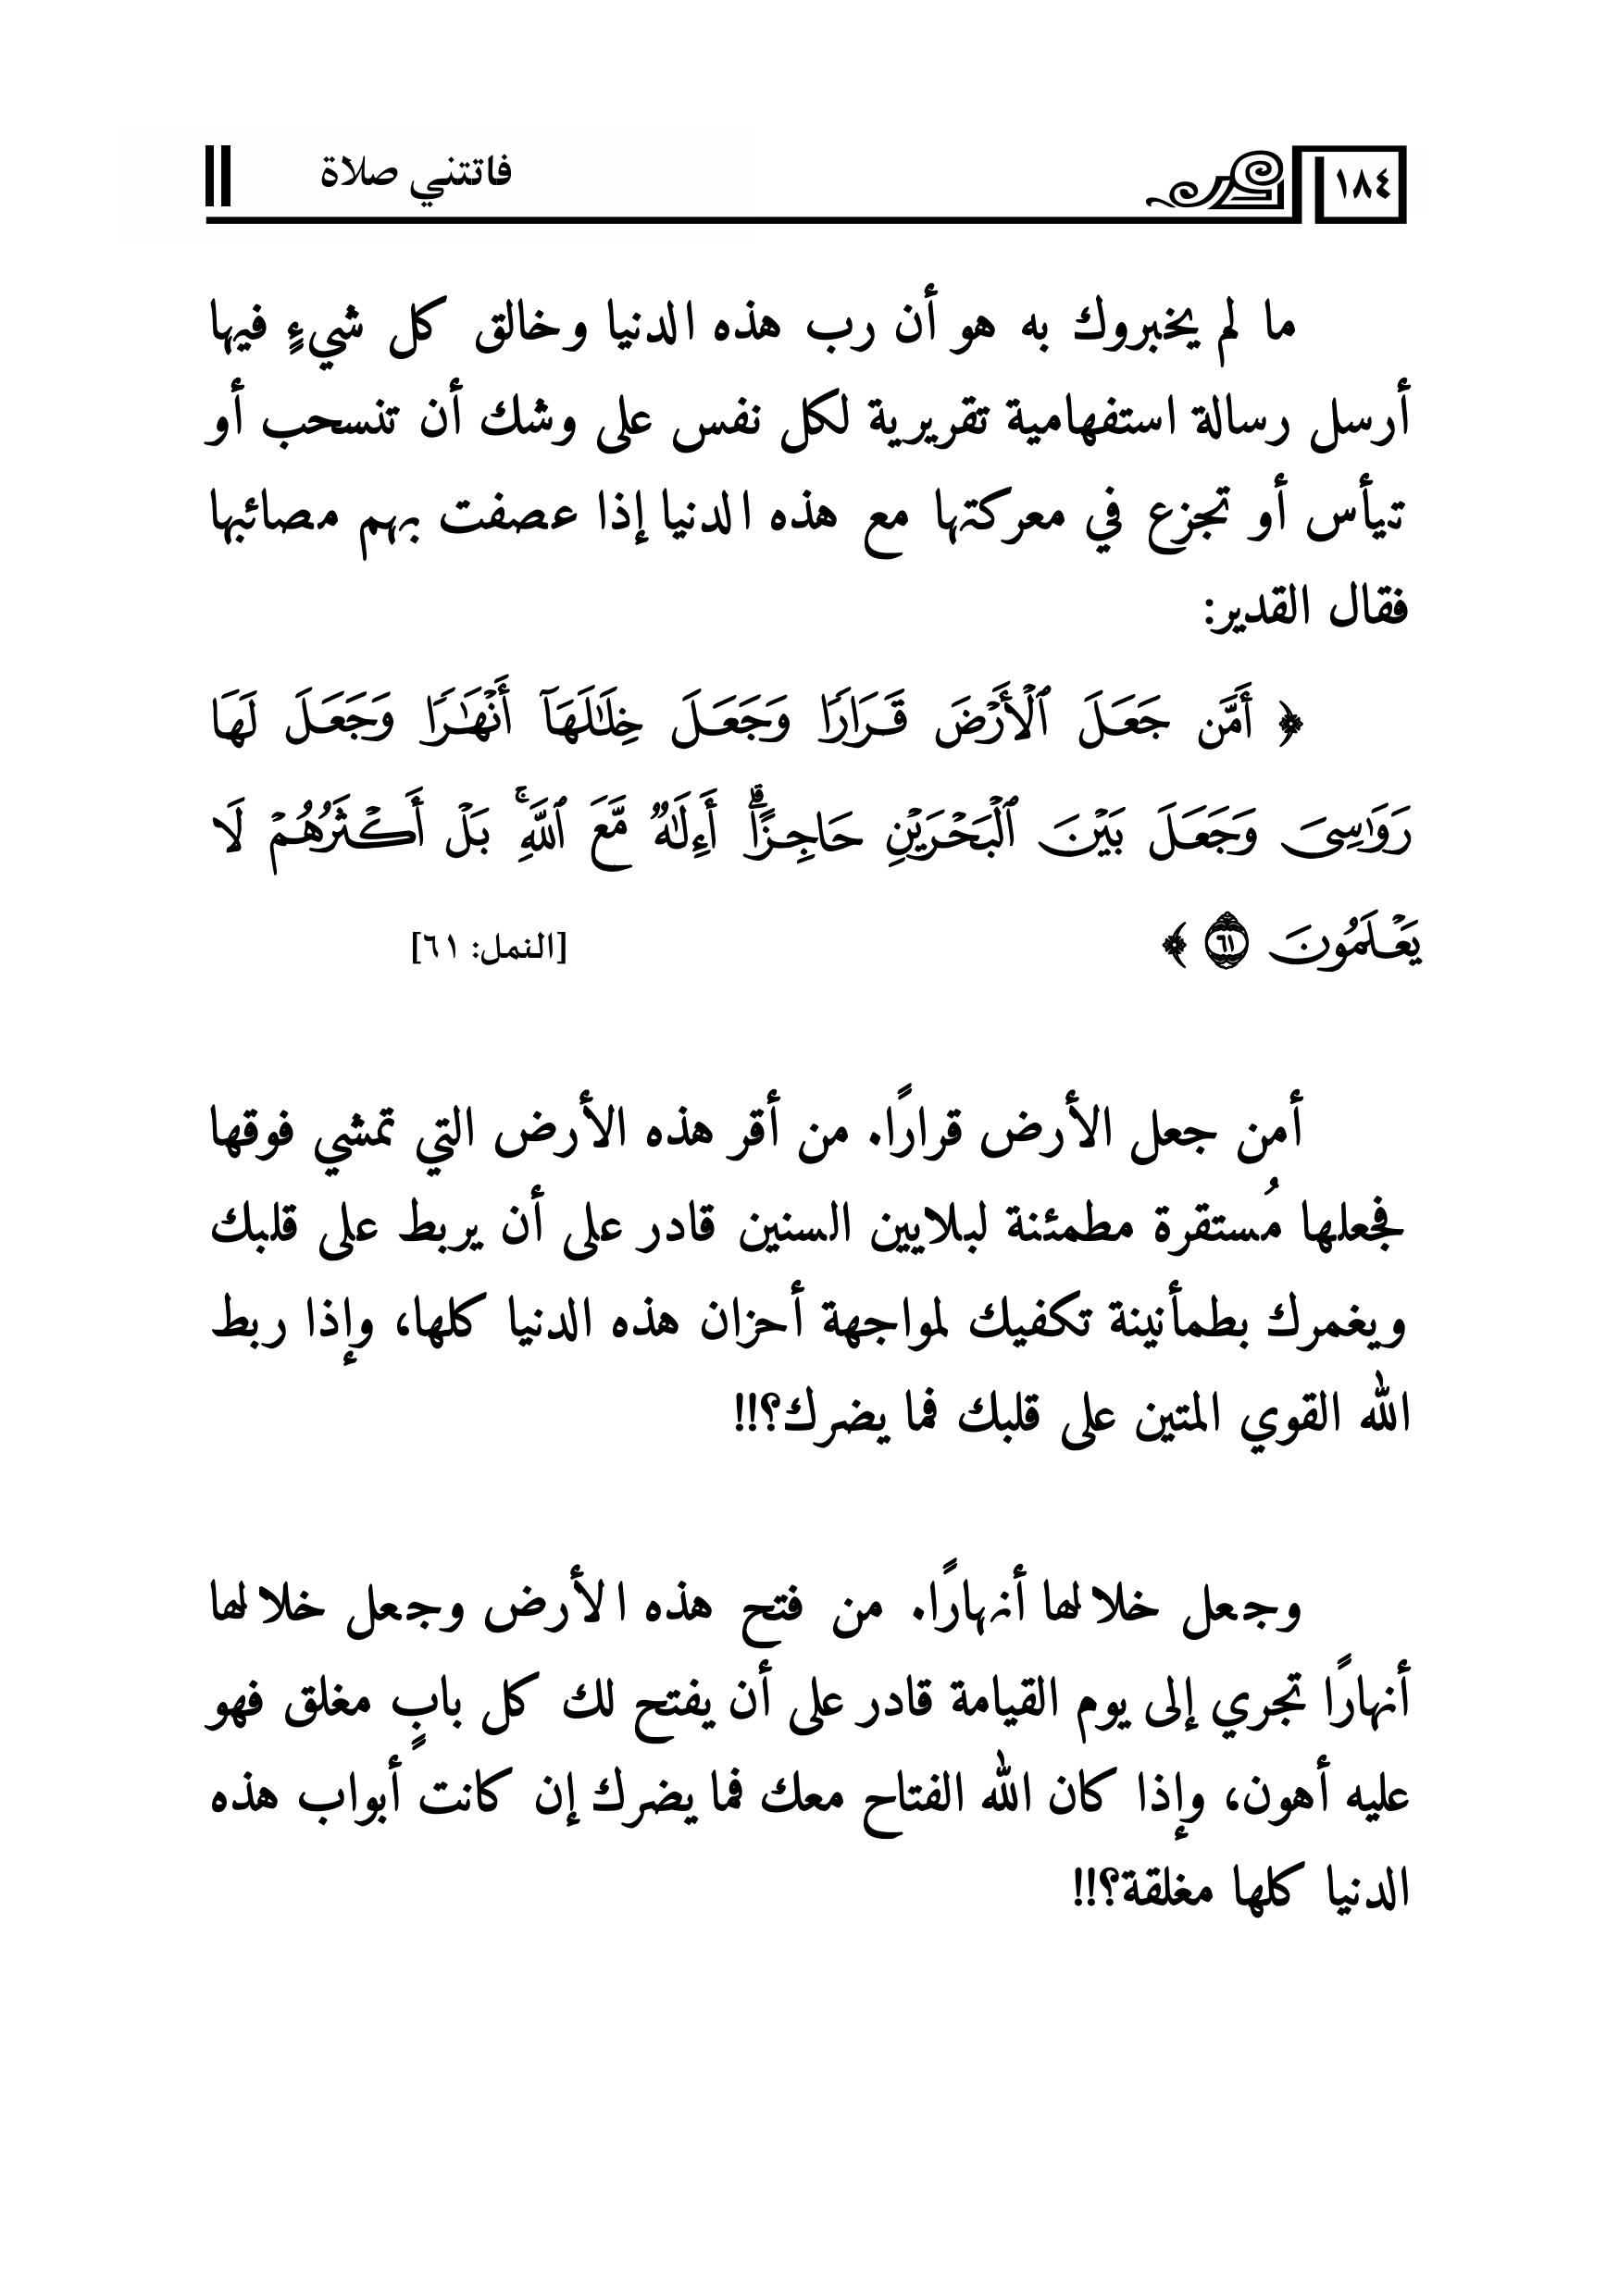 ١٨٤
فاتتني صلاة
ما لم يخبروك به هو أن رب هذه الدنيا وخالق كل شيءٍ فيها
أرسل رسالة استفهامية تقريرية لكل نفس على وشك أن تنسحب أو
تيأس أو تجزع في معركتها مع هذه الدنيا إذا عصفت بهم مصائبها
فقال القدير:
﴿ أَمَّن جَعَلَ ٱلْأَرْضَ قَرَارًا وَجَعَلَ خِلَٰلَهَآ أَنْهَٰرًا وَجَعَلَ لَهَا
رَوَٰسِىَ وَجَعَلَ بَيْنَ ٱلْبَحْرَيْنِ حَاجِزًا ۗ أَءِلَٰهٌ مَّعَ ٱللَّهِ ۚ بَلْ أَكْثَرُهُمْ لَا
يَعْلَمُونَ ٦١ ﴾ [النمل: ٦١]
أمن جعل الأرض قرارًا. من أقر هذه الأرض التي تمشي فوقها
فجعلها مُستقرة مطمئنة لبلايين السنين قادر على أن يربط على قلبك
ويغمرك بطمأنينة تكفيك لمواجهة أحزان هذه الدنيا كلها، وإذا ربط
الله القوي المتين على قلبك فما يضرك؟!!
وجعل خلالها أنهارًا. من فتح هذه الأرض وجعل خلالها
أنهارًا تجري إلى يوم القيامة قادر على أن يفتح لك كل بابٍ مغلق فهو
عليه أهون، وإذا كان الله الفتاح معك فما يضرك إن كانت أبواب هذه
الدنيا كلها مغلقة؟!!